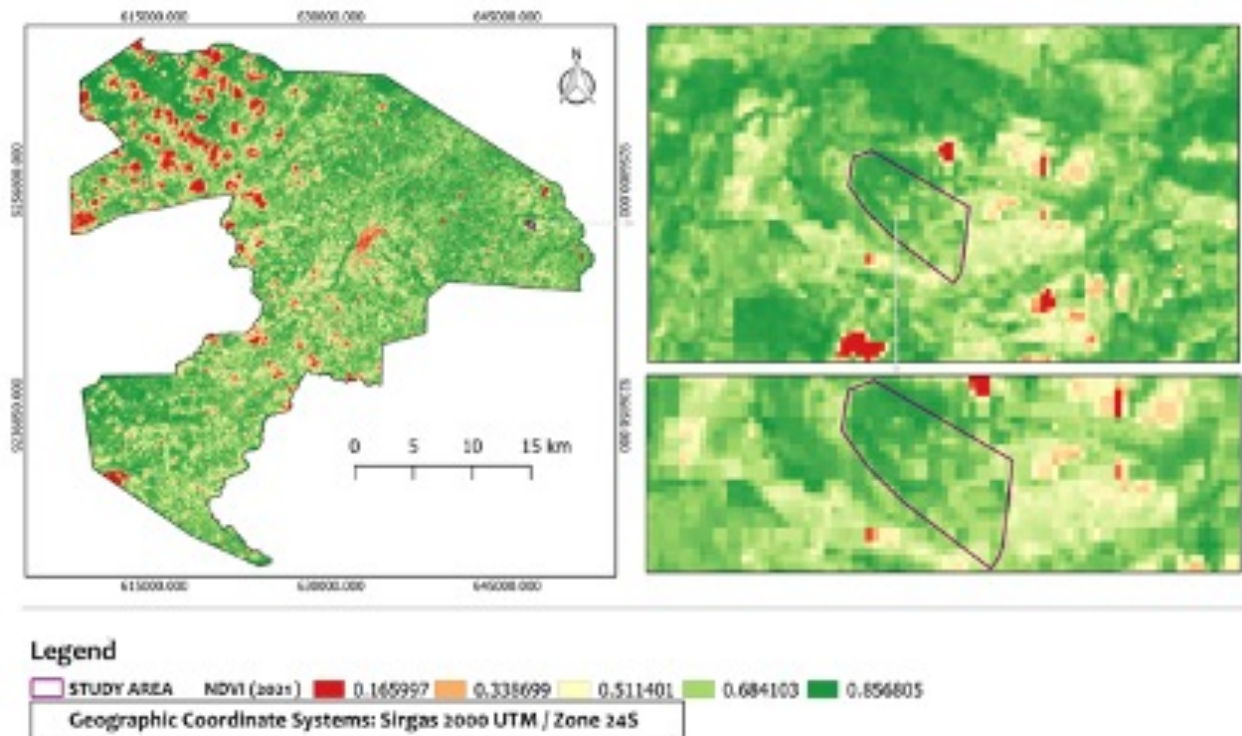 615000.000 630000.000 645000.000
N
0 5 10 15 km
615000.000 630000.000 645000.000
Legend
STUDY AREA NDVI (2021) 0.165997 0.338699 0.511401 0.684103 0.856805
Geographic Coordinate Systems: Sirgas 2000 UTM / Zone 24S